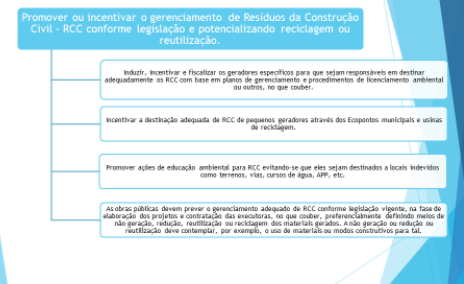 Promover ou incentivar o gerenciamento de Resíduos da Construção
Civil - RCC conforme legislação e potencializando reciclagem ou
reutilização.
Induzir, incentivar e fiscalizar os geradores específicos para que sejam responsáveis em destinar
adequadamente os RCC com base em planos de gerenciamento e procedimentos de licenciamento ambiental
ou outros, no que couber.
Incentivar a destinação adequada de RCC de pequenos geradores através dos Ecopontos municipais e usinas
de reciclagem.
Promover ações de educação ambiental para RCC evitando-se que eles sejam destinados a locais indevidos
como terrenos, vias, cursos de água, APP, etc.
As obras públicas devem prever o gerenciamento adequado de RCC conforme legislação vigente, na fase de
elaboração dos projetos e contratação das executoras, no que couber, preferencialmente definindo meios de
não geração, redução, reutilização ou reciclagem dos materiais gerados. A não geração ou redução ou
reutilização deve contemplar, por exemplo, o uso de materiais ou modos construtivos para tal.